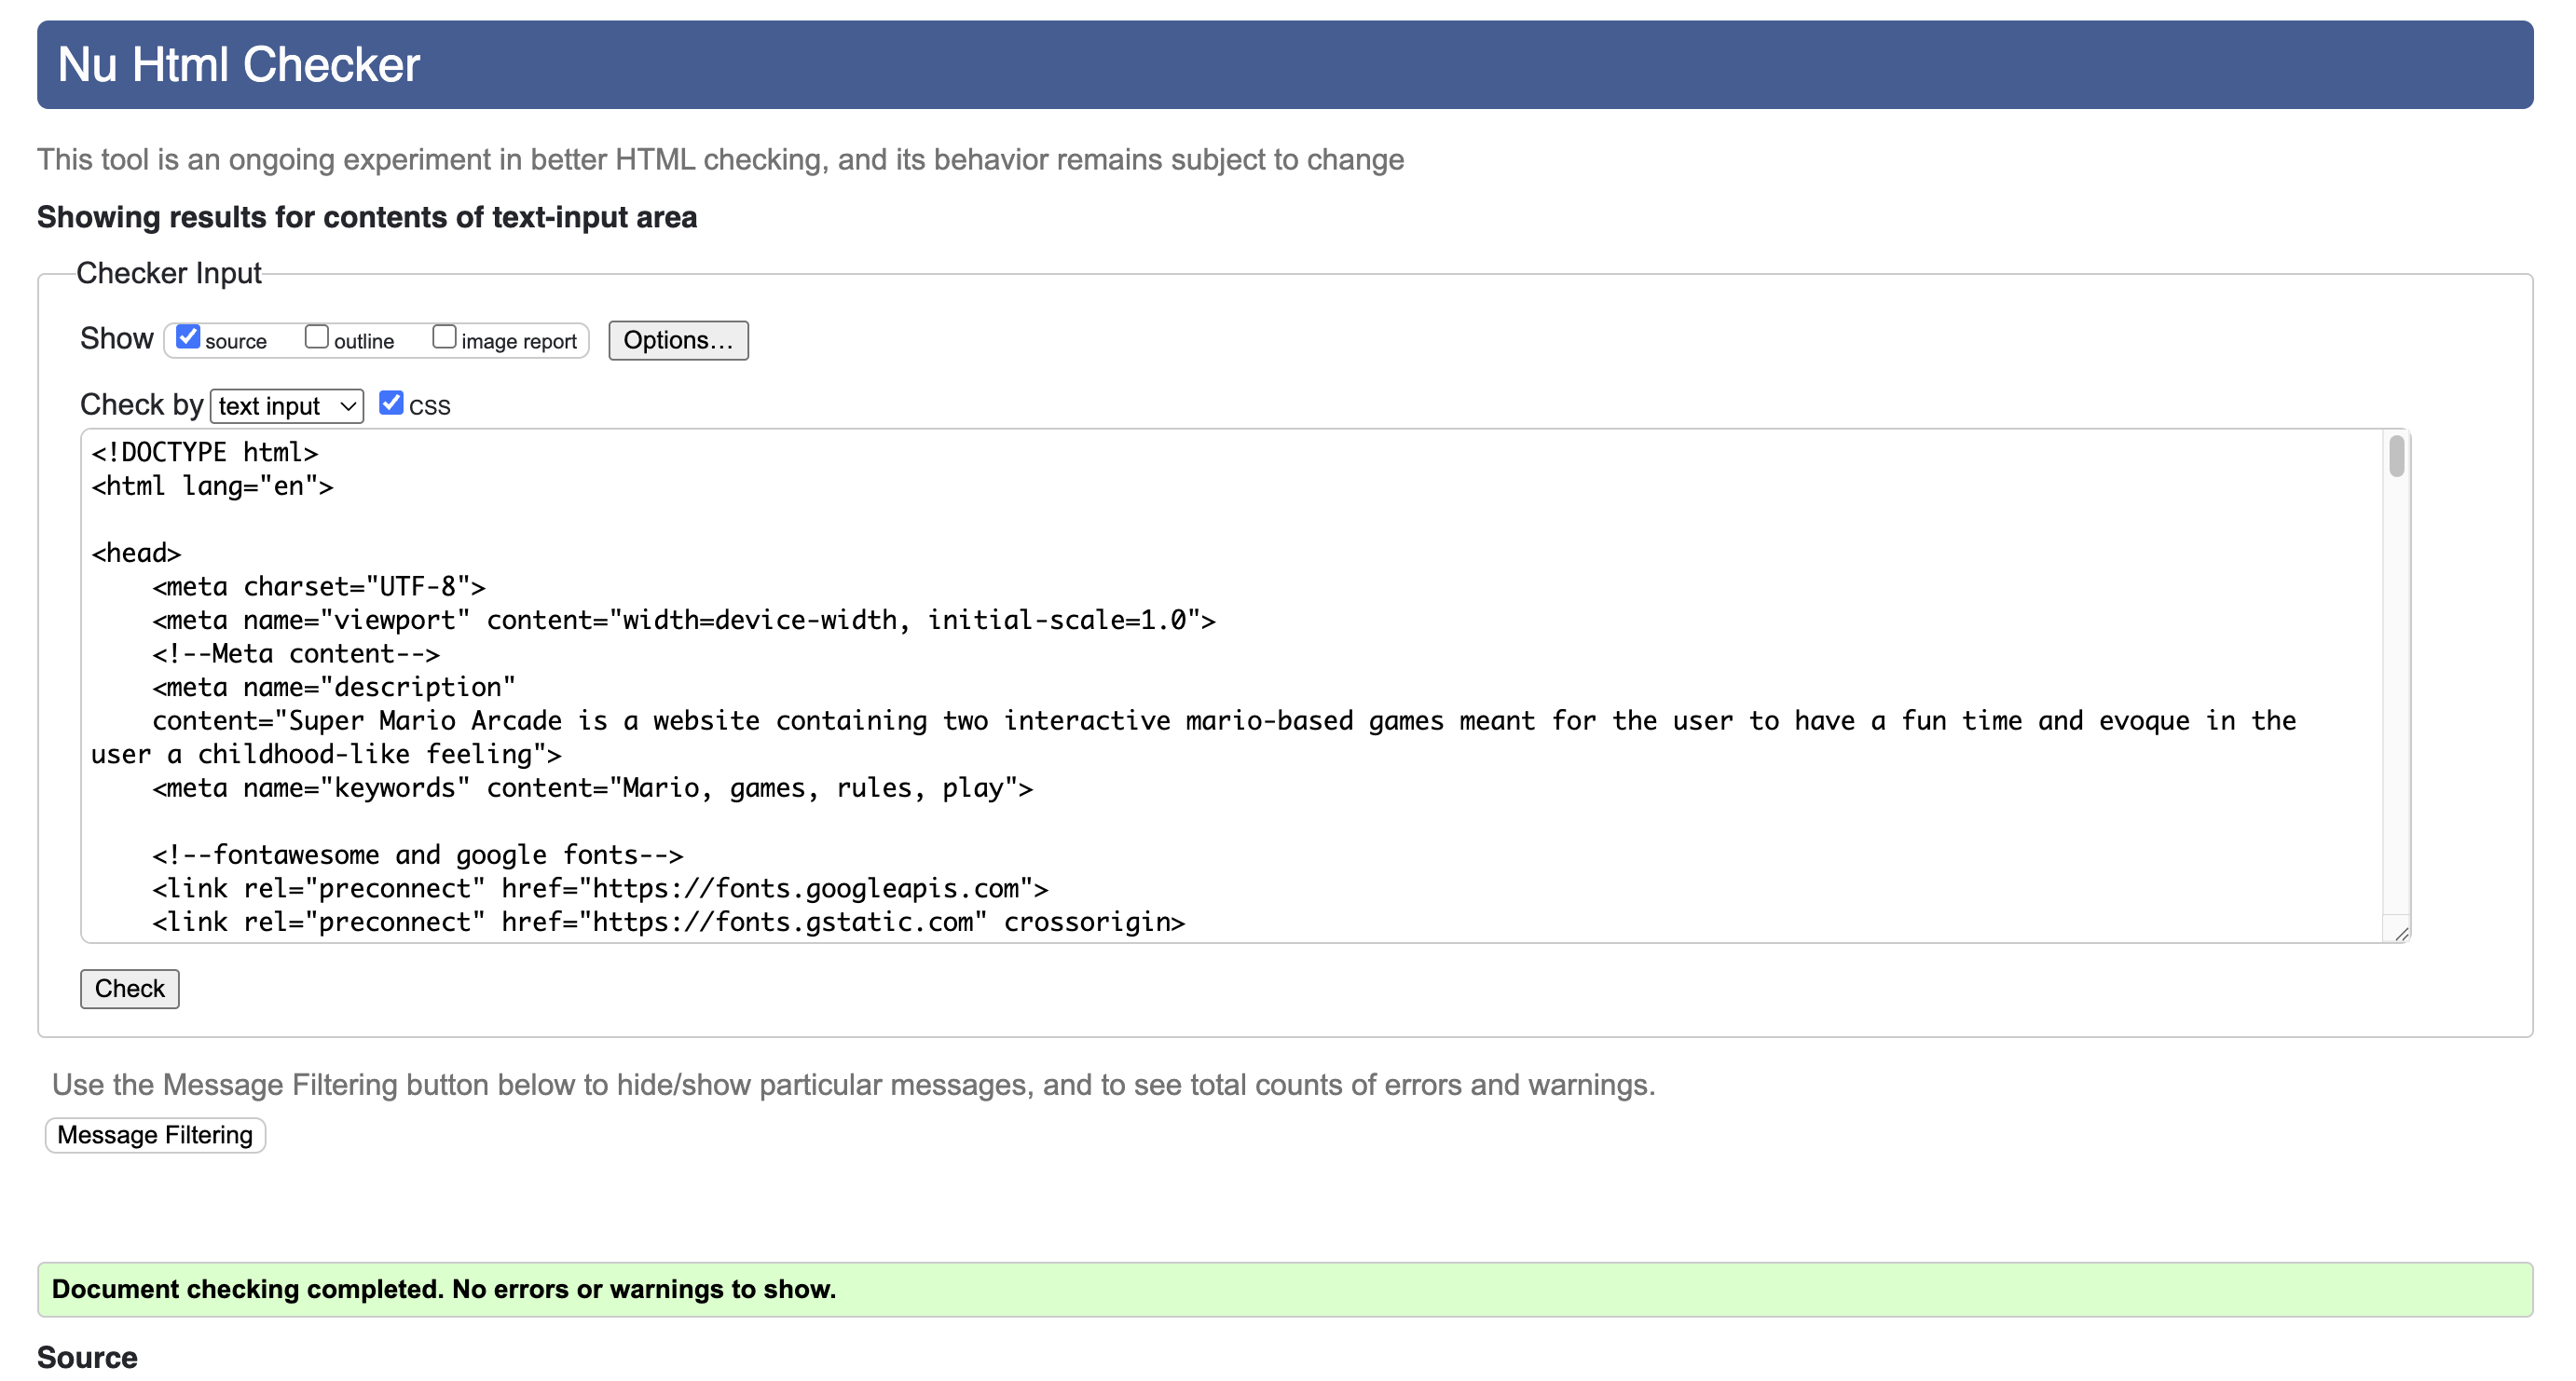 Nu Html Checker
This tool is an ongoing experiment in better HTML checking, and its behavior remains subject to change
Showing results for contents of text-input area
Checker Input
Show source outline image report Options...
Check by text input CSS
<!DOCTYPE html>
<html lang="en">
<head>
<meta charset="UTF-8">
<meta name="viewport" content="width=device-width, initial-scale=1.0">
<!--Meta content-->
<meta name="description"
content="Super Mario Arcade is a website containing two interactive mario-based games meant for the user to have a fun time and evoque in the
user a childhood-like feeling">
<meta name="keywords" content="Mario, games, rules, play">
<!--fontawesome and google fonts-->
<link rel="preconnect" href="https://fonts.googleapis.com">
<link rel="preconnect" href="https://fonts.gstatic.com" crossorigin>
Check
Use the Message Filtering button below to hide/show particular messages, and to see total counts of errors and warnings.
Message Filtering
Document checking completed. No errors or warnings to show.
Source